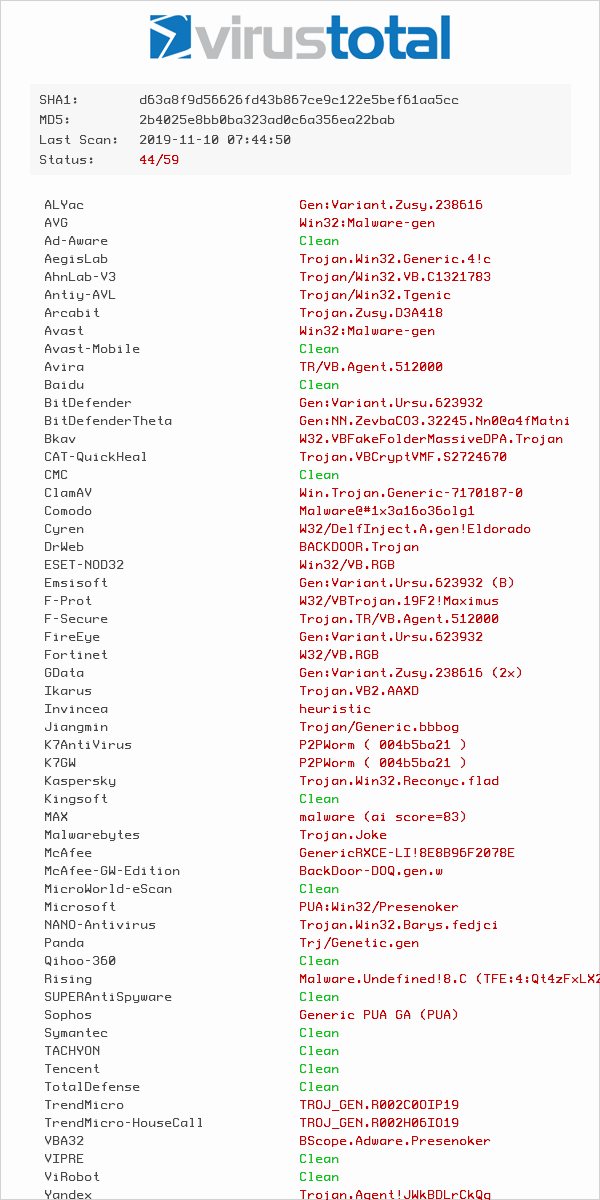 virustotal
SHA1: d63a8f9d56626fd43b867ce9c122e5bef61aa5cc
MD5: 2b4025e8bb0ba323ad0c6a356ea22bab
Last Scan: 2019-11-10 07:44:50
Status: 44/59
ALYac Gen:Variant.Zusy.238616
AVG Win32:Malware-gen
Ad-Aware Clean
AegisLab Trojan.Win32.Generic.4!c
AhnLab-V3 Trojan/Win32.VB.C1321783
Antiy-AVL Trojan/Win32.Tgenic
Arcabit Trojan.Zusy.D3A418
Avast Win32:Malware-gen
Avast-Mobile Clean
Avira TR/VB.Agent.512000
Baidu Clean
BitDefender Gen:Variant.Ursu.623932
BitDefenderTheta Gen:NN.ZevbaCO3.32245.Nn0@a4fMatni
Bkav W32.VBFakeFolderMassiveDPA.Trojan
CAT-QuickHeal Trojan.VBCryptVMF.S2724670
CMC Clean
ClamAV Win.Trojan.Generic-7170187-0
Comodo Malware@#1x3a16o36olg1
Cyren W32/DelfInject.A.gen!Eldorado
DrWeb BACKDOOR.Trojan
ESET-NOD32 Win32/VB.RGB
Emsisoft Gen:Variant.Ursu.623932 (B)
F-Prot W32/VBTrojan.19F2!Maximus
F-Secure Trojan.TR/VB.Agent.512000
FireEye Gen:Variant.Ursu.623932
Fortinet W32/VB.RGB
GData Gen:Variant.Zusy.238616 (2x)
Ikarus Trojan.VB2.AAXD
Invincea heuristic
Jiangmin Trojan/Generic.bbbog
K7AntiVirus P2PWorm ( 004b5ba21 )
K7GW P2PWorm ( 004b5ba21 )
Kaspersky Trojan.Win32.Reconyc.flad
Kingsoft Clean
MAX malware (ai score=83)
Malwarebytes Trojan.Joke
McAfee GenericRXCE-LI!8E8B96F2078E
McAfee-GW-Edition BackDoor-DOQ.gen.w
MicroWorld-eScan Clean
Microsoft PUA:Win32/Presenoker
NANO-Antivirus Trojan.Win32.Barys.fedjci
Panda Trj/Genetic.gen
Qihoo-360 Clean
Rising Malware.Undefined!8.C (TFE:4:Qt4zFxLX2
SUPERAntiSpyware Clean
Sophos Generic PUA GA (PUA)
Symantec Clean
TACHYON Clean
Tencent Clean
TotalDefense Clean
TrendMicro TROJ_GEN.R002C0OIP19
TrendMicro-HouseCall TROJ_GEN.R002H06IO19
VBA32 BScope.Adware.Presenoker
VIPRE Clean
ViRobot Clean
Yandex Trojan.Agent!JWkBDLrCkQg